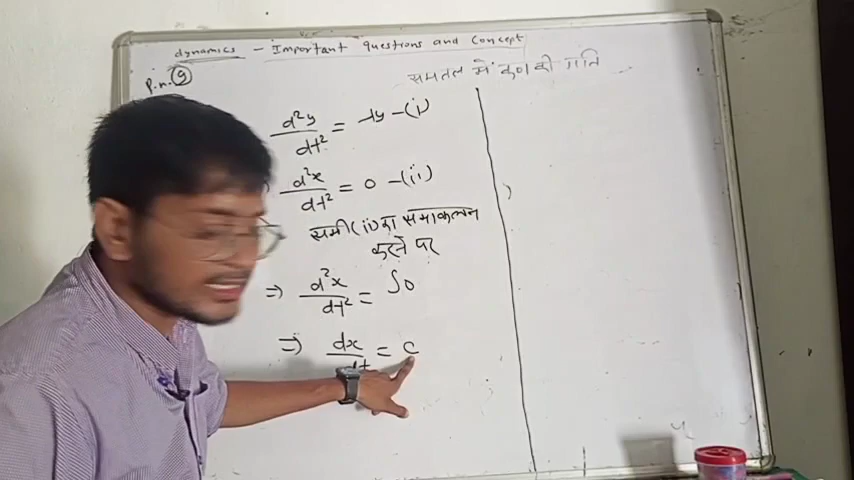 dynamics - Important Questions and Concept
P.n. (9)
समतल में कण की गति
d²y/dt² = -λy - (i)
d²x/dt² = 0 - (ii)
समी (ii) का समाकलन
करने पर
⇒ d²x/dt² = ∫0
⇒ dx/dt = c